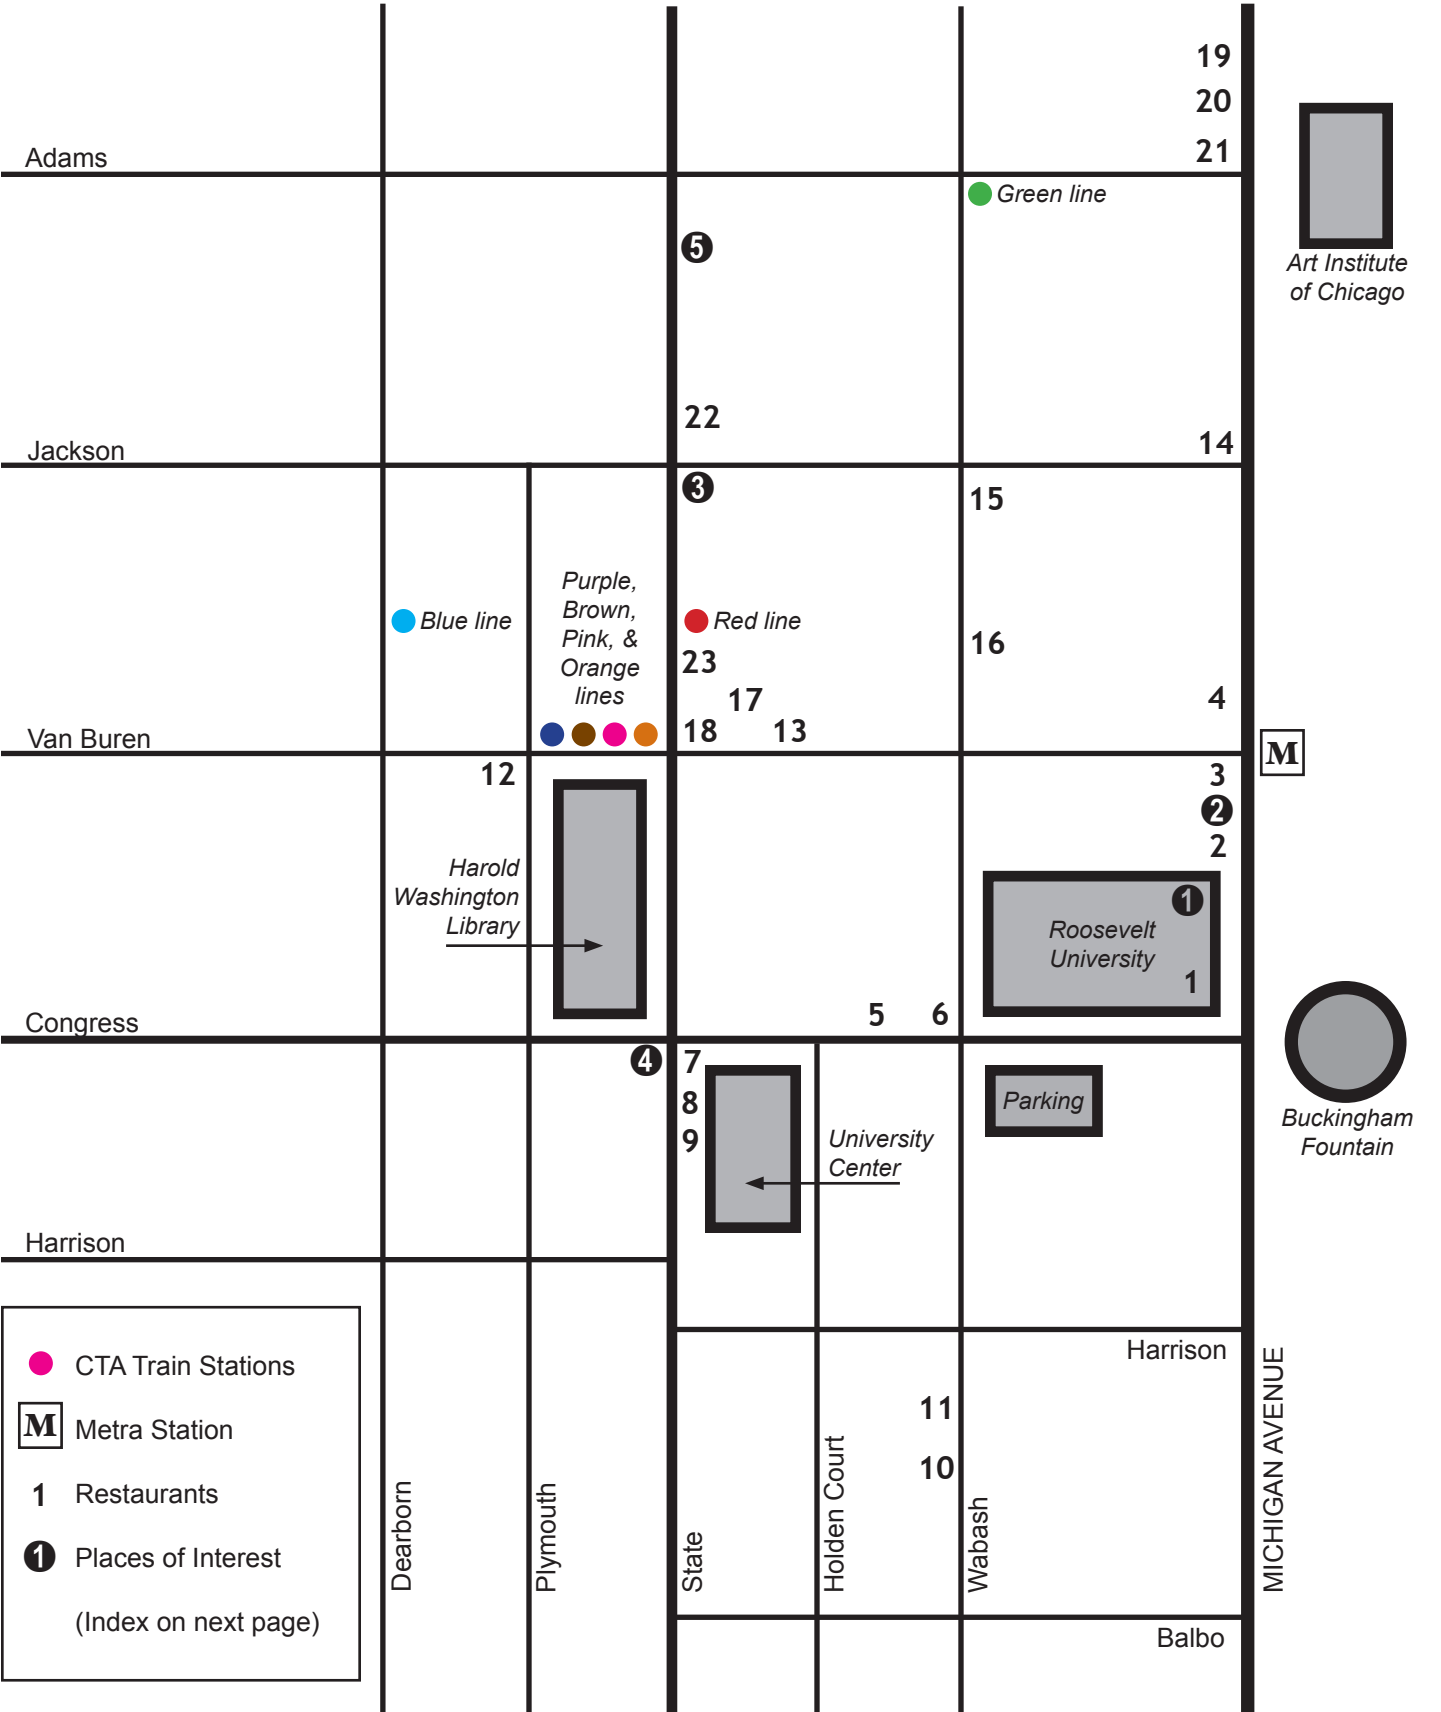 19
20
21
Adams
Green line
5
Art Institute
of Chicago
22
14
Jackson
3
15
Purple,
Brown,
Pink, &
Orange
lines
Blue line
Red line
16
23
17
4
18
13
Van Buren
M
12
3
2
2
Harold
Washington
Library
1
Roosevelt
University
1
5
6
Congress
4
7
8
9
Parking
University
Center
Buckingham
Fountain
Harrison
Harrison
CTA Train Stations
M Metra Station
1 Restaurants
1 Places of Interest
(Index on next page)
11
10
Dearborn
Plymouth
State
Holden Court
Wabash
MICHIGAN AVENUE
Balbo